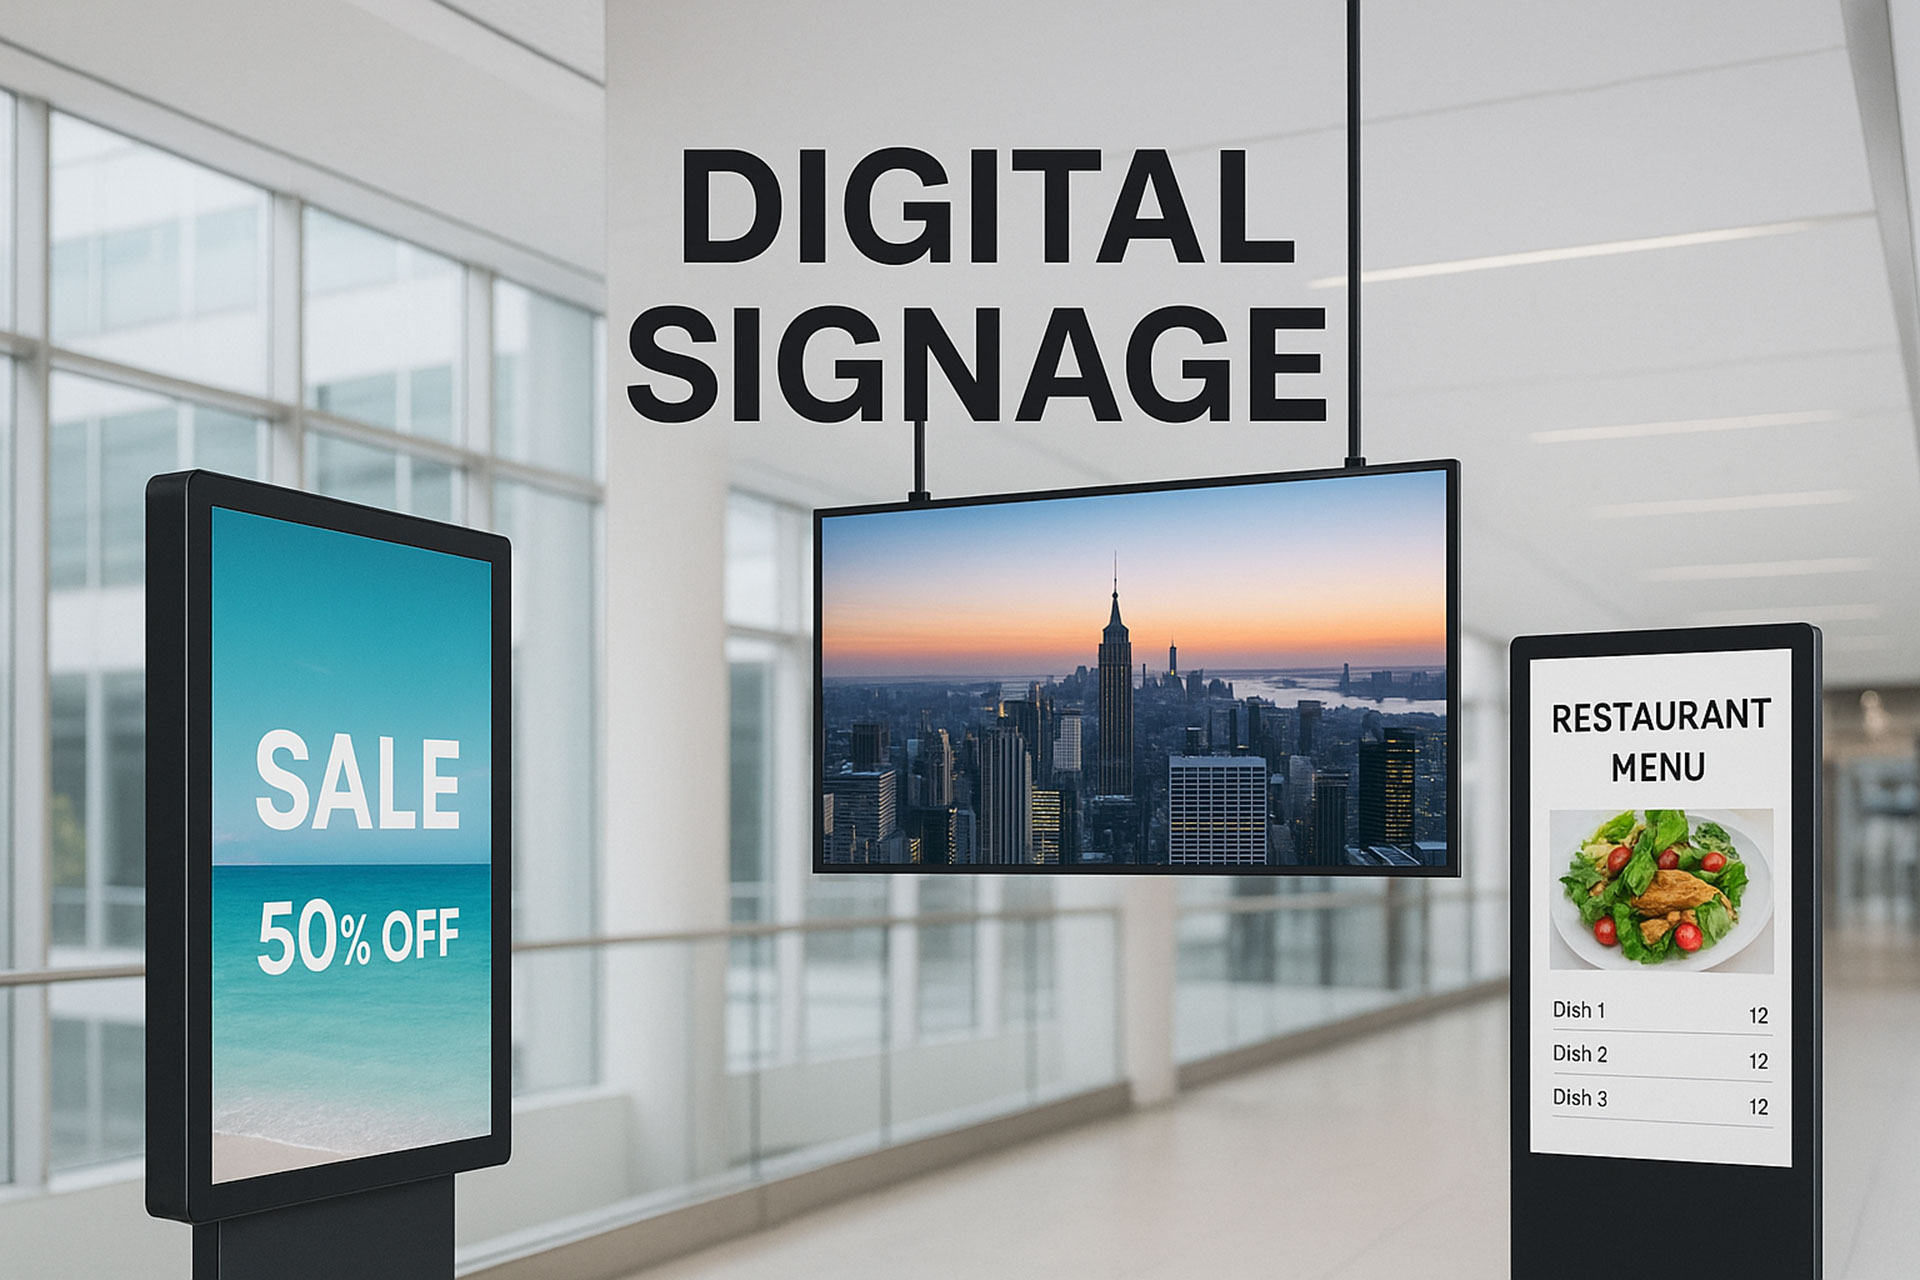 DIGITAL
SIGNAGE
SALE
50% OFF
RESTAURANT
MENU
Dish 1 12
Dish 2 12
Dish 3 12